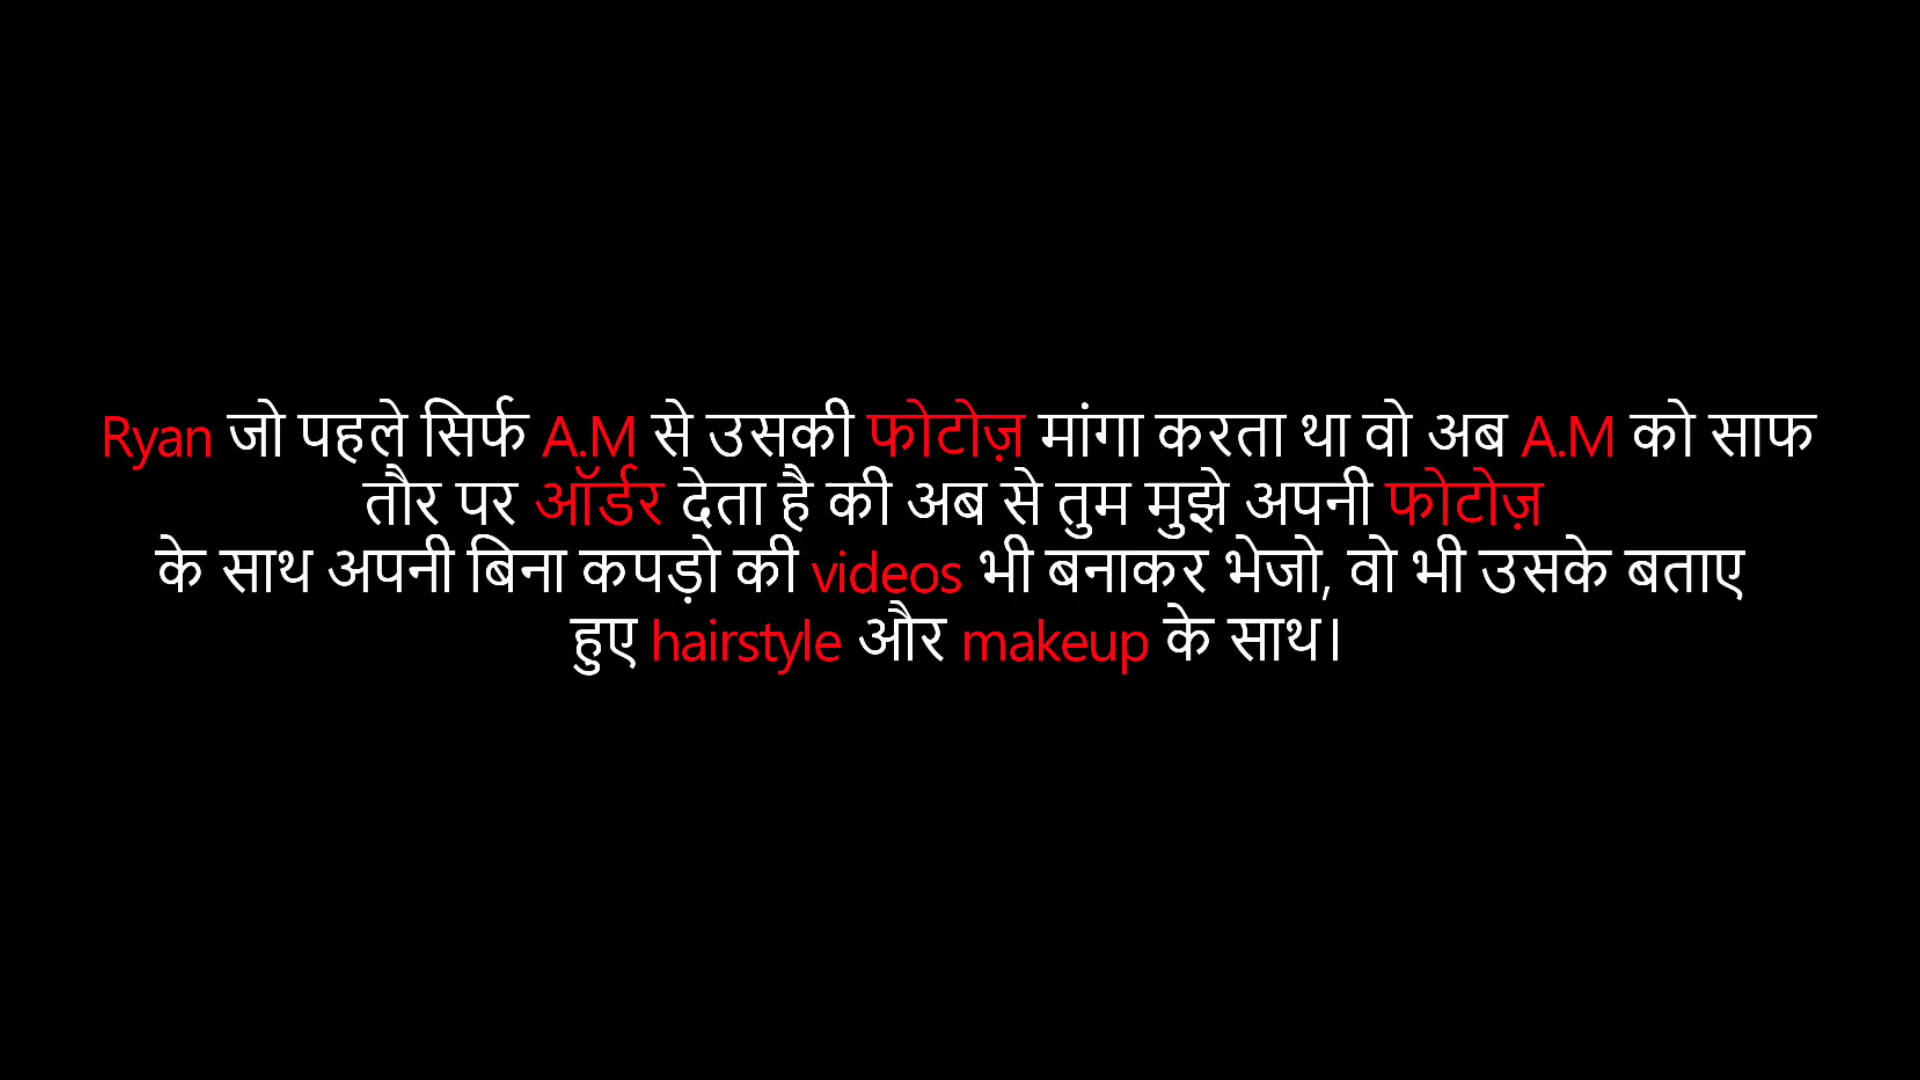 Ryan जो पहले सिर्फ A.M से उसकी फोटोज़ मांगा करता था वो अब A.M को साफ
तौर पर ऑर्डर देता है की अब से तुम मुझे अपनी फोटोज़
के साथ अपनी बिना कपड़ो की videos भी बनाकर भेजो, वो भी उसके बताए
हुए hairstyle और makeup के साथ।